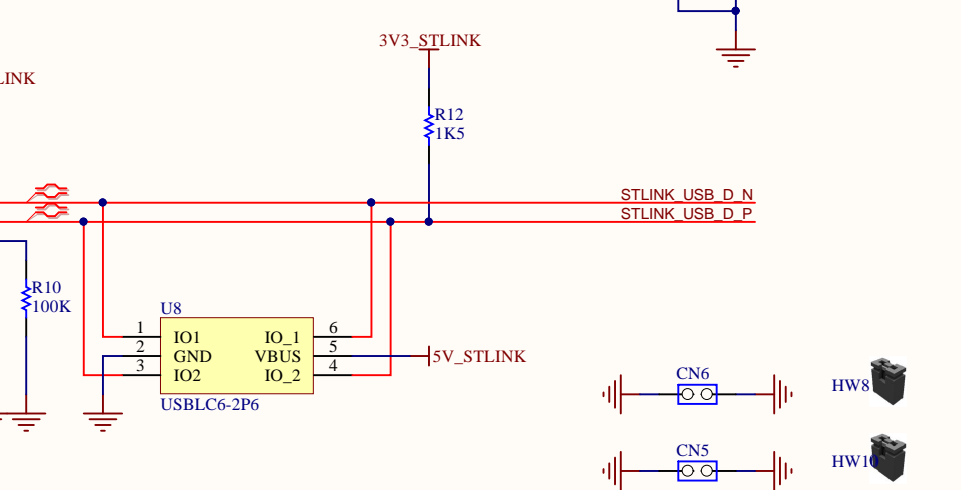 3V3_STLINK
LINK
R12
1K5
STLINK_USB_D_N
STLINK_USB_D_P
R10
100K
U8
1 IO1 IO_1 6
2 GND VBUS 5
3 IO2 IO_2 4
5V_STLINK
USBLC6-2P6
CN6
HW8
CN5
HW10